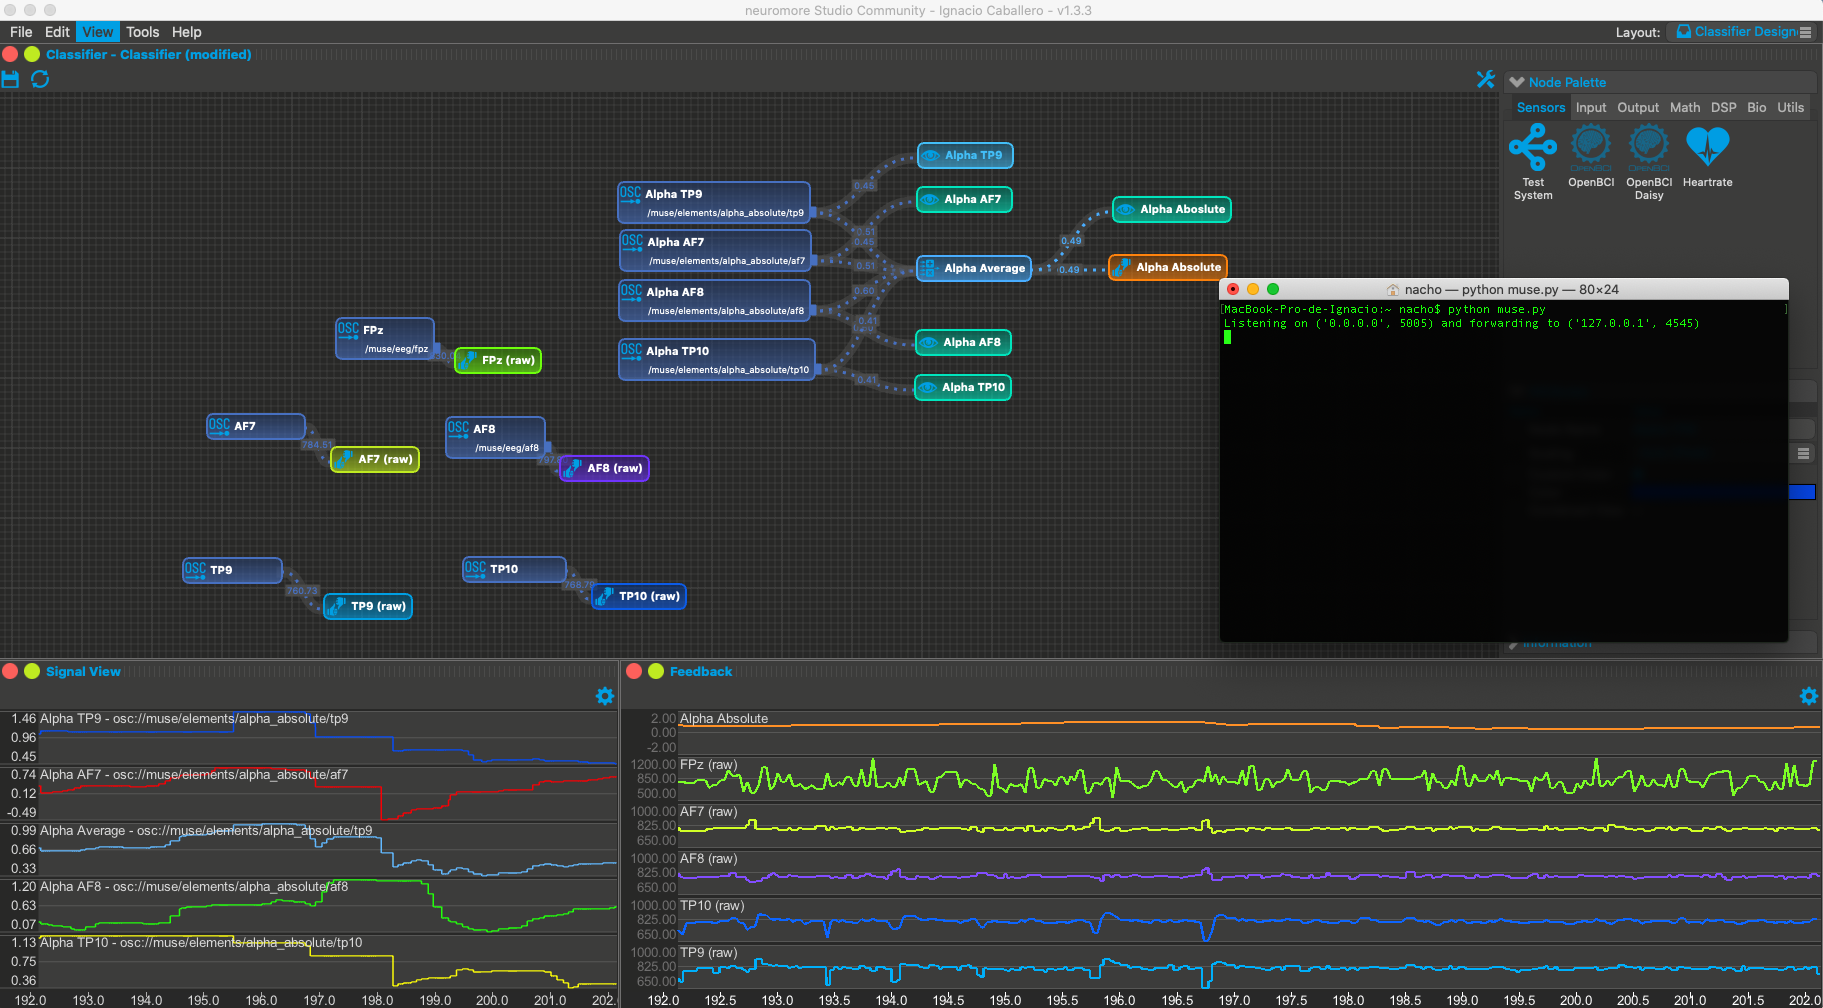 neuromore Studio Community - Ignacio Caballero - v1.3.3
File Edit View Tools Help
Layout: Classifier Design
Classifier - Classifier (modified)
Node Palette
Sensors Input Output Math DSP Bio Utils
Test System
OpenBCI
OpenBCI Daisy
Heartrate
Alpha TP9
0.45
OSC Alpha TP9
/muse/elements/alpha_absolute/tp9
Alpha AF7
Alpha Aboslute
0.51
0.45
0.49
OSC Alpha AF7
/muse/elements/alpha_absolute/af7
0.51
Alpha Average
0.49
Alpha Absolute
OSC Alpha AF8
/muse/elements/alpha_absolute/af8
0.60
0.41
OSC FPz
/muse/eeg/fpz
FPz (raw)
OSC Alpha TP10
/muse/elements/alpha_absolute/tp10
Alpha AF8
0.41
Alpha TP10
nacho — python muse.py — 80×24
[MacBook-Pro-de-Ignacio:~ nacho$ python muse.py ]
Listening on ('0.0.0.0', 5005) and forwarding to ('127.0.0.1', 4545)
OSC AF7
784.51
AF7 (raw)
OSC AF8
/muse/eeg/af8
AF8 (raw)
OSC TP9
760.73
TP9 (raw)
OSC TP10
TP10 (raw)
Information
Signal View
1.46 Alpha TP9 - osc://muse/elements/alpha_absolute/tp9
0.96
0.45
0.74 Alpha AF7 - osc://muse/elements/alpha_absolute/af7
0.12
-0.49
0.99 Alpha Average - osc://muse/elements/alpha_absolute/tp9
0.66
0.33
1.20 Alpha AF8 - osc://muse/elements/alpha_absolute/af8
0.63
0.07
1.13 Alpha TP10 - osc://muse/elements/alpha_absolute/tp10
0.75
0.36
192.0 193.0 194.0 195.0 196.0 197.0 198.0 199.0 200.0 201.0 202.
Feedback
2.00 Alpha Absolute
0.00
-2.00
1200.00 FPz (raw)
850.00
500.00
1000.00 AF7 (raw)
825.00
650.00
1000.00 AF8 (raw)
825.00
650.00
1000.00 TP10 (raw)
825.00
650.00
1000.00 TP9 (raw)
825.00
650.00
192.0 192.5 193.0 193.5 194.0 194.5 195.0 195.5 196.0 196.5 197.0 197.5 198.0 198.5 199.0 199.5 200.0 200.5 201.0 201.5 202.0